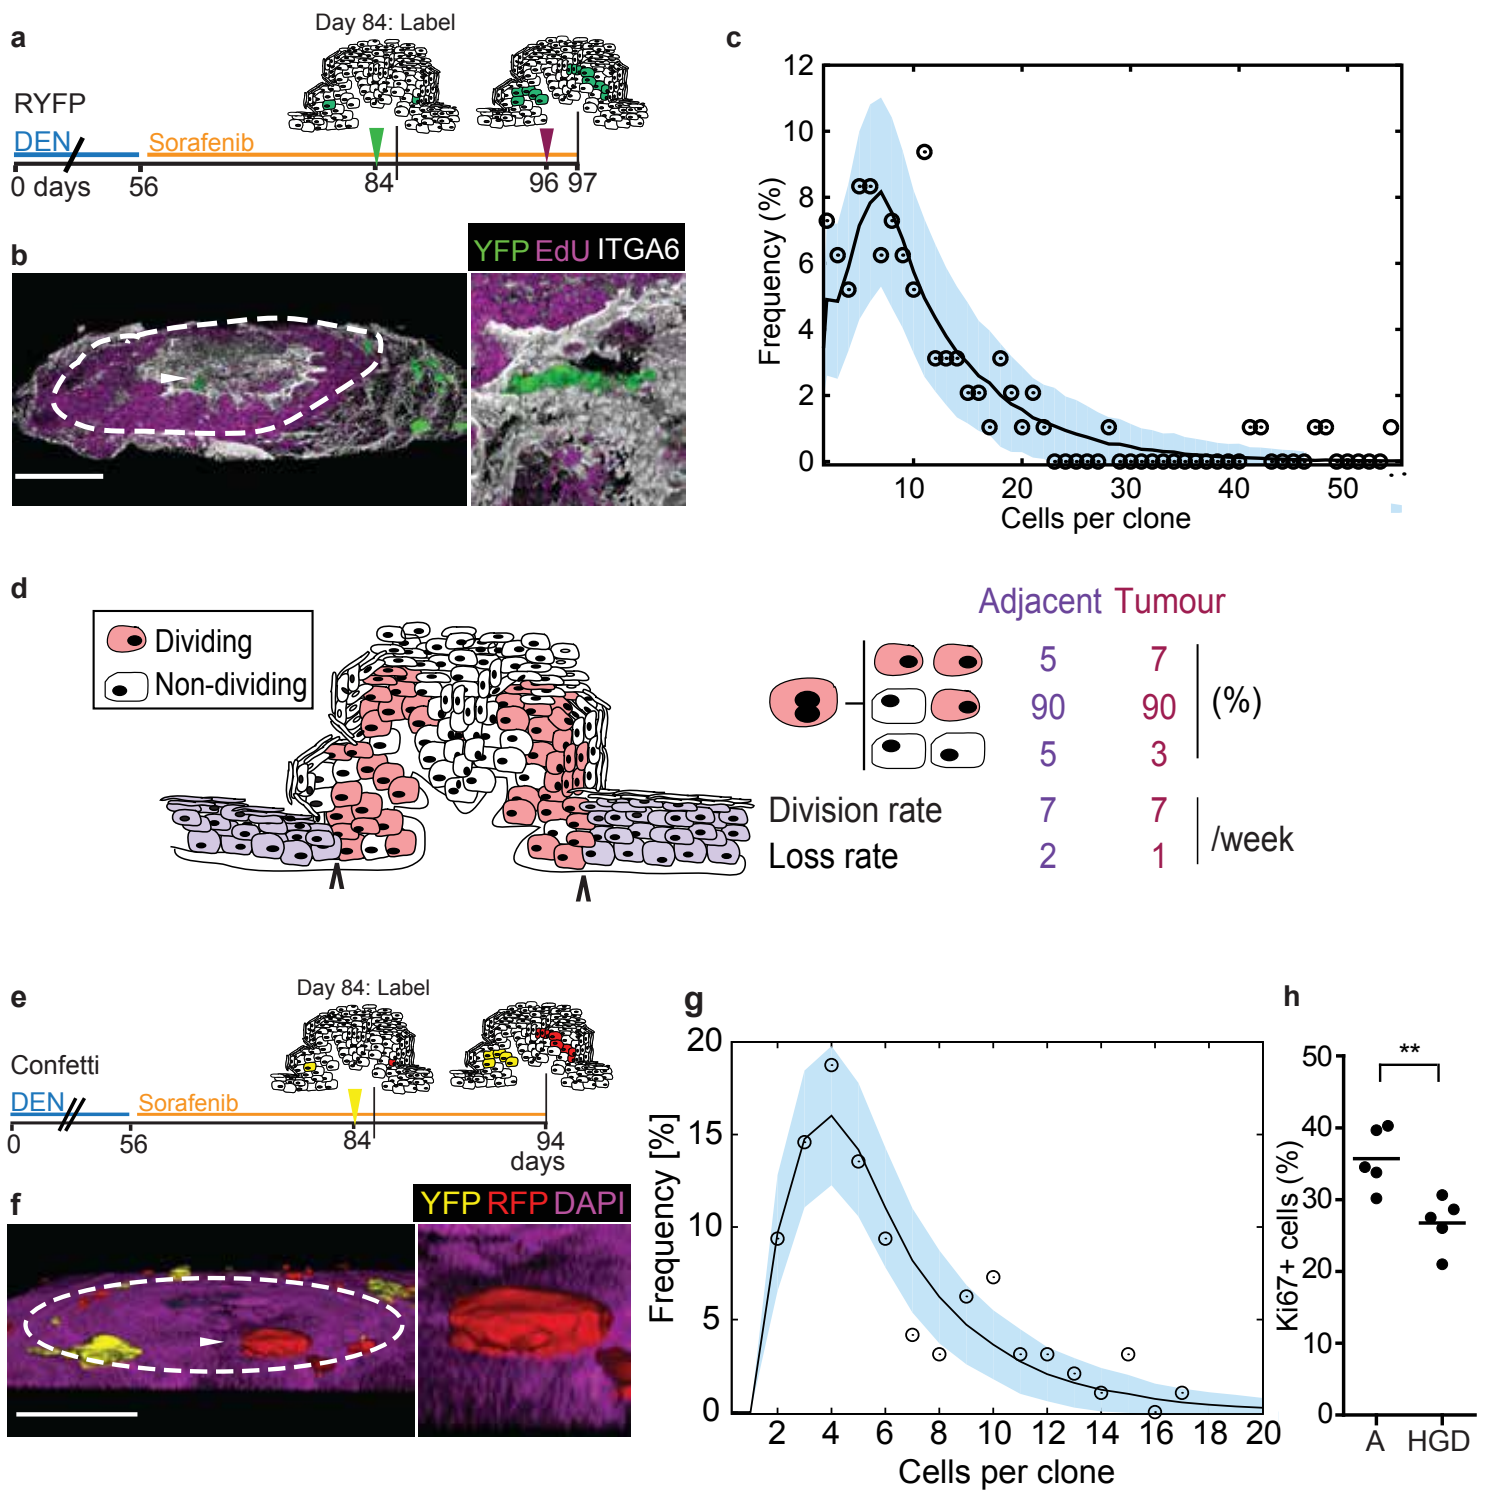 a
Day 84: Label
RYFP
DEN
Sorafenib
0 days
56
84
96
97
b
YFP EdU ITGA6
c
Frequency (%)
12
10
8
6
4
2
0
10
20
30
40
50
Cells per clone
d
Dividing
Non-dividing
Adjacent Tumour
5 7
90 90
5 3
(%)
Division rate 7 7
Loss rate 2 1
/week
e
Day 84: Label
Confetti
DEN
Sorafenib
0
56
84
94
days
f
YFP RFP DAPI
g
Frequency [%]
20
15
10
5
0
2 4 6 8 10 12 14 16 18 20
Cells per clone
h
**
Ki67+ cells (%)
50
40
30
20
10
0
A HGD